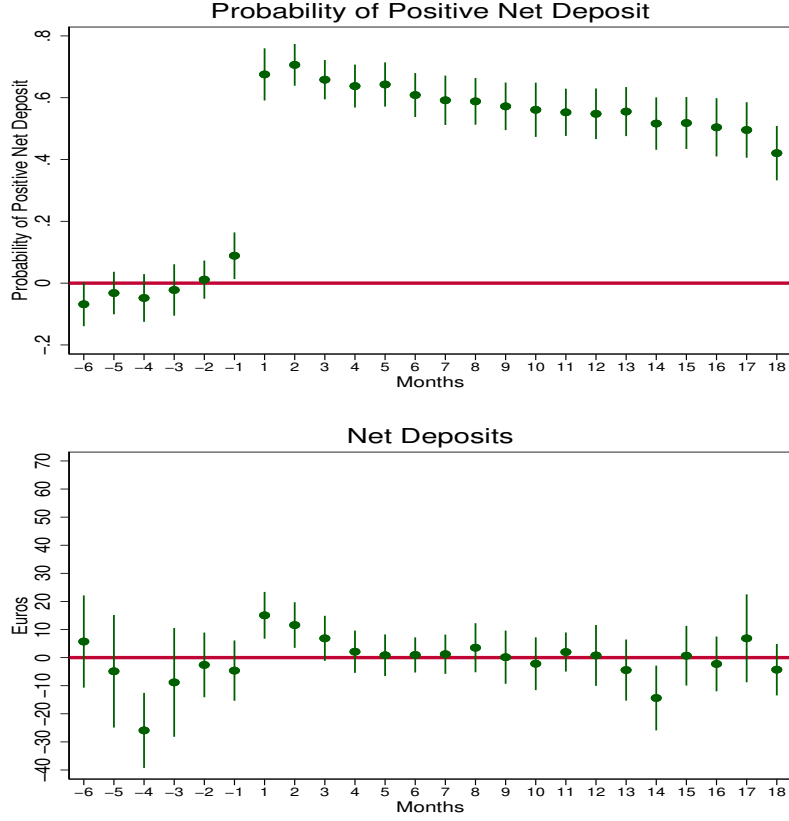 Probability of Positive Net Deposit
Probability of Positive Net Deposit
.8
.6
.4
.2
0
-.2
-6 -5 -4 -3 -2 -1 1 2 3 4 5 6 7 8 9 10 11 12 13 14 15 16 17 18
Months
Net Deposits
Euros
70
60
50
40
30
20
10
0
-10
-20
-30
-40
-6 -5 -4 -3 -2 -1 1 2 3 4 5 6 7 8 9 10 11 12 13 14 15 16 17 18
Months